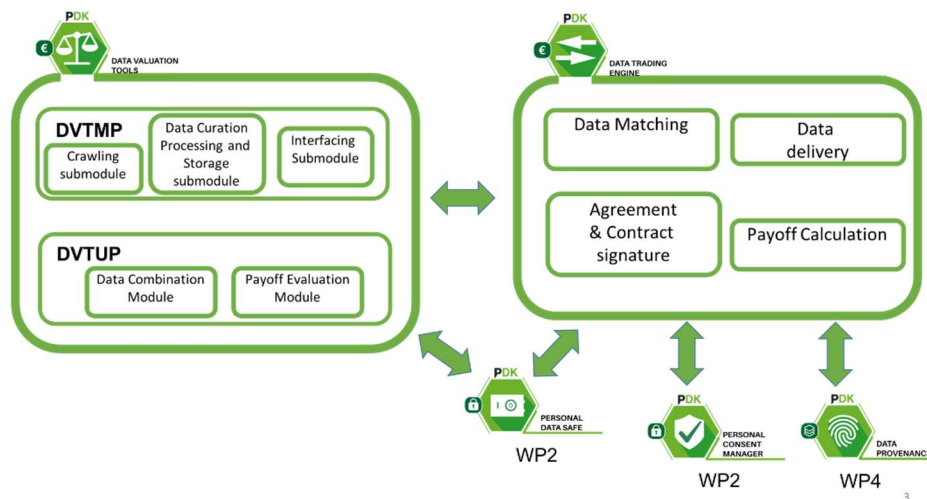 PDK
€
DATA VALUATION
TOOLS
DVTMP
Crawling
submodule
Data Curation
Processing and
Storage
submodule
Interfacing
Submodule
DVTUP
Data Combination
Module
Payoff Evaluation
Module
PDK
€
DATA TRADING
ENGINE
Data Matching
Data
delivery
Agreement
& Contract
signature
Payoff Calculation
PDK
PERSONAL
DATA SAFE
WP2
PDK
PERSONAL
CONSENT
MANAGER
WP2
PDK
DATA
PROVENANCE
WP4
3